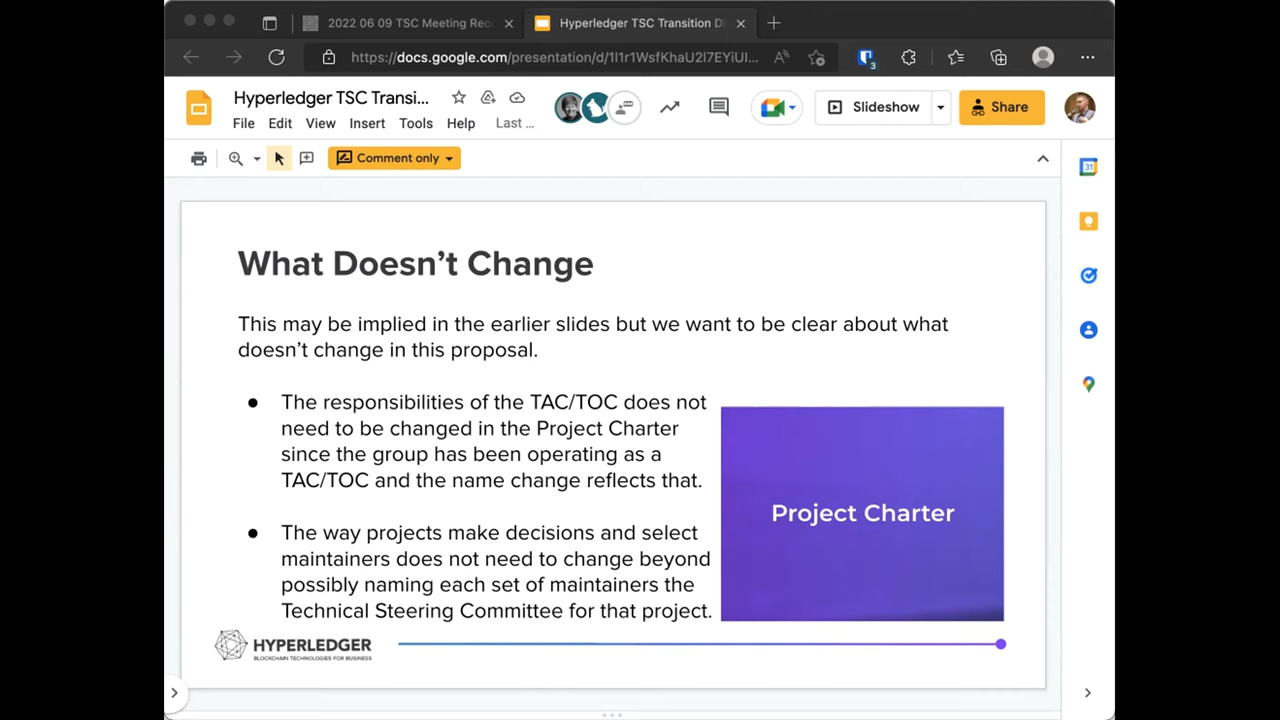 2022 06 09 TSC Meeting Rec
Hyperledger TSC Transition D
https://docs.google.com/presentation/d/1l1r1WsfKhaU2l7EYiUI...
3
Hyperledger TSC Transi...
File Edit View Insert Tools Help Last ...
Slideshow
Share
Comment only
31
What Doesn’t Change
This may be implied in the earlier slides but we want to be clear about what
doesn’t change in this proposal.
● The responsibilities of the TAC/TOC does not
need to be changed in the Project Charter
since the group has been operating as a
TAC/TOC and the name change reflects that.
● The way projects make decisions and select
maintainers does not need to change beyond
possibly naming each set of maintainers the
Technical Steering Committee for that project.
Project Charter
HYPERLEDGER
BLOCKCHAIN TECHNOLOGIES FOR BUSINESS